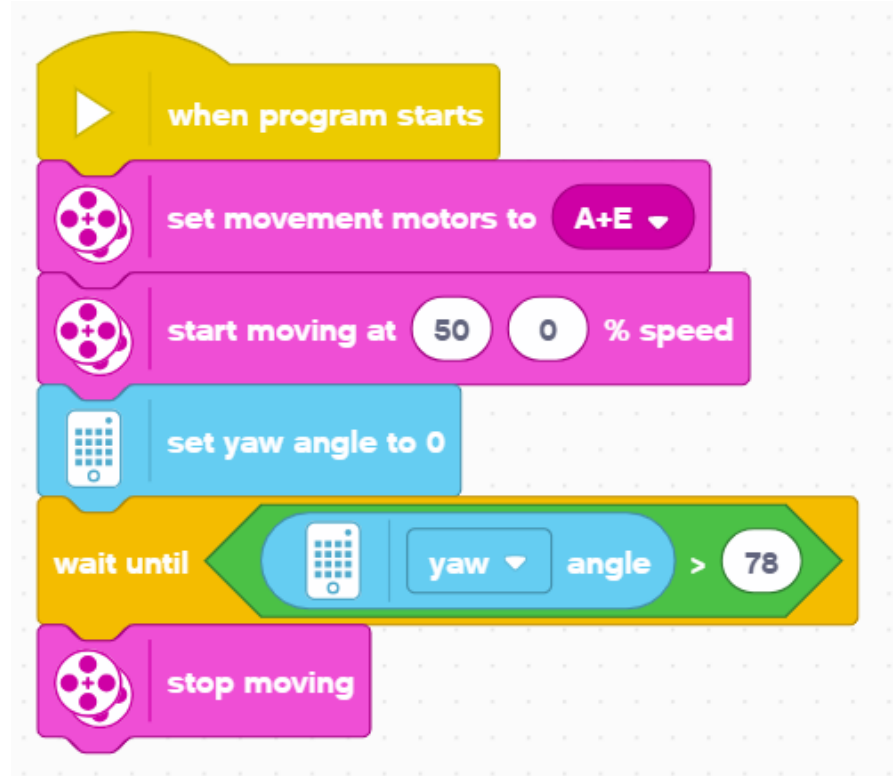 when program starts
set movement motors to A+E
start moving at 50 0 % speed
set yaw angle to 0
wait until yaw angle > 78
stop moving